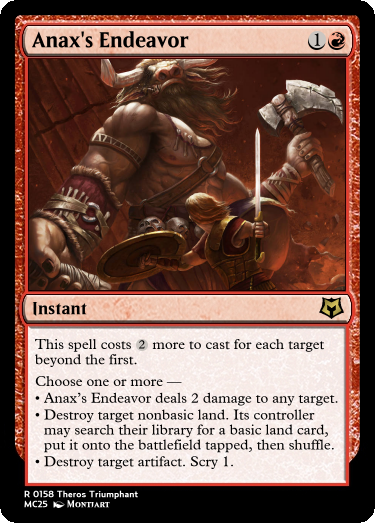 Anax's Endeavor 1
Instant
This spell costs 2 more to cast for each target
beyond the first.
Choose one or more —
• Anax's Endeavor deals 2 damage to any target.
• Destroy target nonbasic land. Its controller
may search their library for a basic land card,
put it onto the battlefield tapped, then shuffle.
• Destroy target artifact. Scry 1.
R 0158 Theros Triumphant
MC25 Montiart